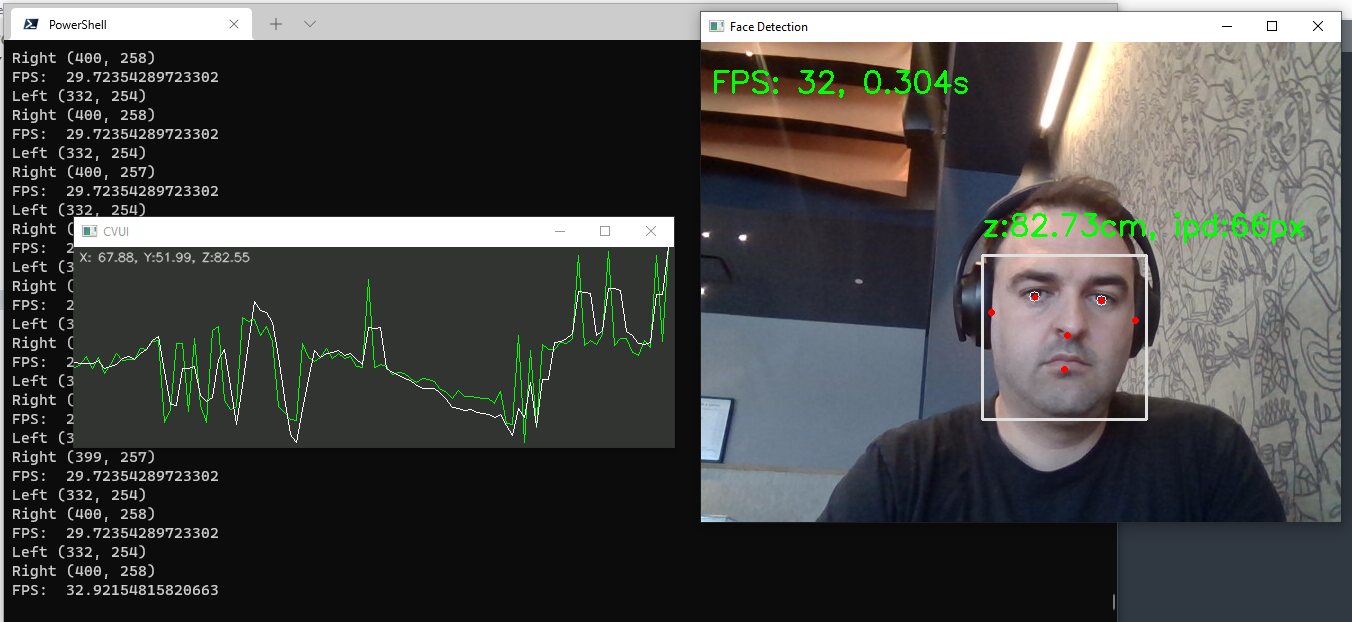 PowerShell
Right (400, 258)
FPS:  29.72354289723302
Left (332, 254)
Right (400, 258)
FPS:  29.72354289723302
Left (332, 254)
Right (400, 257)
FPS:  29.72354289723302
Left (332, 254)
Right (
FPS:  2
Left (3
Right (
FPS:  2
Left (3
Right (
FPS:  2
Left (3
Right (
FPS:  2
Left (3
Right (399, 257)
FPS:  29.72354289723302
Left (332, 254)
Right (400, 258)
FPS:  29.72354289723302
Left (332, 254)
Right (400, 258)
FPS:  32.92154815820663
CVUI
X: 67.88, Y:51.99, Z:82.55
Face Detection
FPS: 32, 0.304s
z:82.73cm, ipd:66px